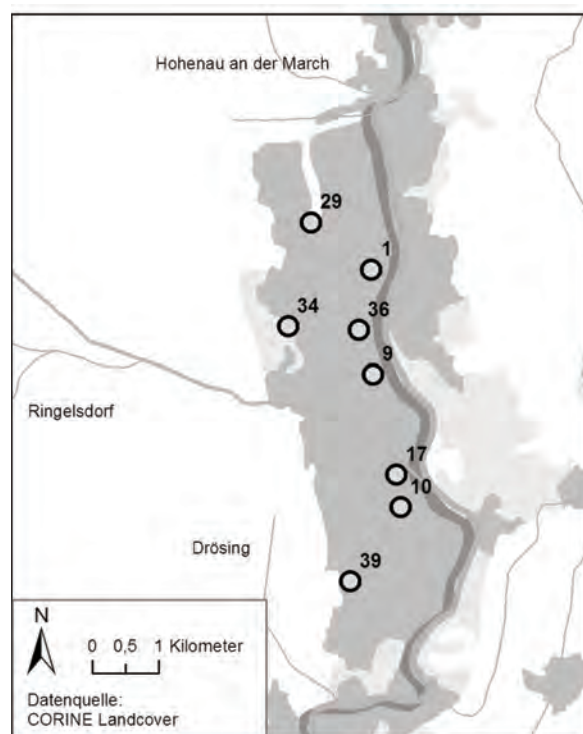 Hohenau an der March
29
1
34
36
9
Ringelsdorf
17
10
Drösing
39
N
0 0,5 1 Kilometer
Datenquelle:
CORINE Landcover